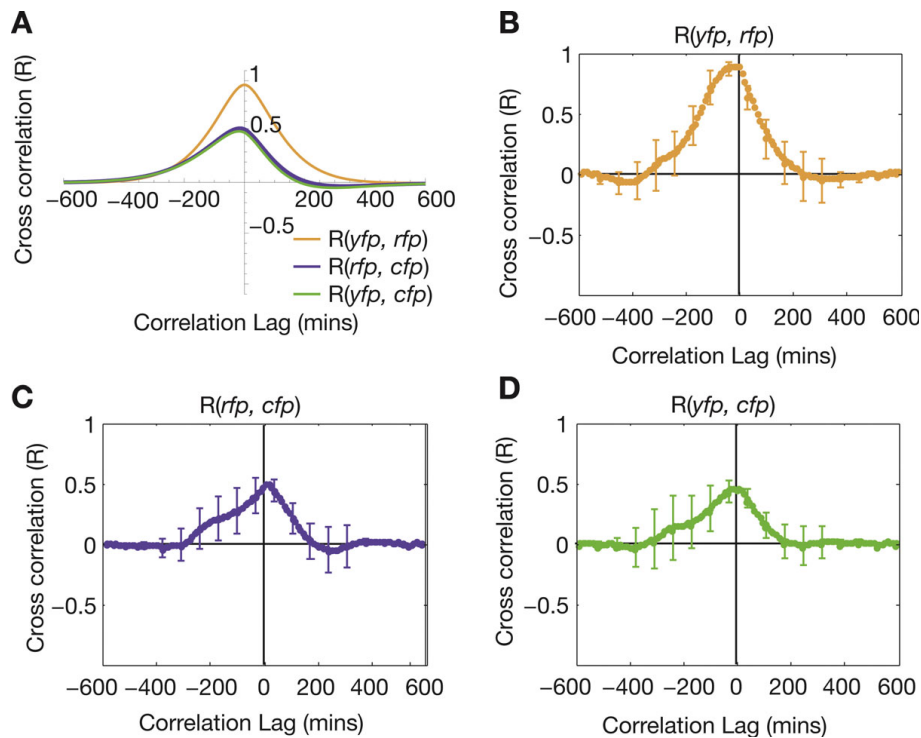 A
Cross correlation (R)
1
0.5
-0.5
−600
−400
−200
0
200
400
600
R(yfp, rfp)
R(rfp, cfp)
R(yfp, cfp)
Correlation Lag (mins)
B
R(yfp, rfp)
Cross correlation (R)
1
0.5
0
−0.5
−600 −400 −200 0 200 400 600
Correlation Lag (mins)
C
R(rfp, cfp)
Cross correlation (R)
1
0.5
0
−0.5
−600 −400 −200 0 200 400 600
Correlation Lag (mins)
D
R(yfp, cfp)
Cross correlation (R)
1
0.5
0
−0.5
−600 −400 −200 0 200 400 600
Correlation Lag (mins)